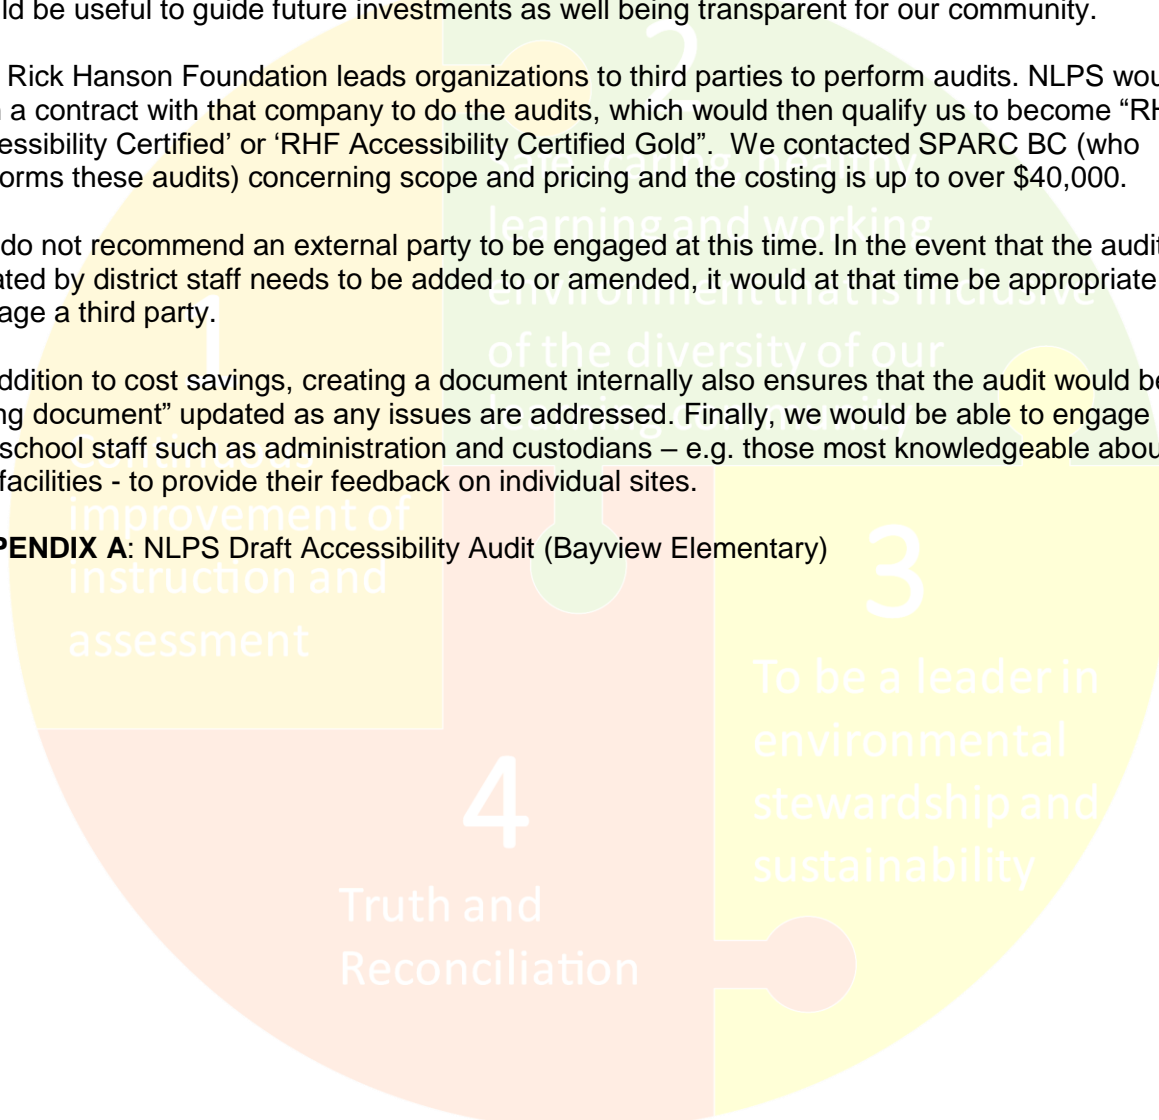 ld be useful to guide future investments as well being transparent for our community.
Rick Hanson Foundation leads organizations to third parties to perform audits. NLPS wou
a contract with that company to do the audits, which would then qualify us to become “RH
essibility Certified’ or ‘RHF Accessibility Certified Gold”. We contacted SPARC BC (who
orms these audits) concerning scope and pricing and the costing is up to over $40,000.
do not recommend an external party to be engaged at this time. In the event that the audit
ated by district staff needs to be added to or amended, it would at that time be appropriate
age a third party.
ddition to cost savings, creating a document internally also ensures that the audit would be
ng document” updated as any issues are addressed. Finally, we would be able to engage
school staff such as administration and custodians – e.g. those most knowledgeable abou
facilities - to provide their feedback on individual sites.
PENDIX A: NLPS Draft Accessibility Audit (Bayview Elementary)
1
Continuous
improvement of
instruction and
assessment
2
Safe, caring, healthy
learning and working
environment that is inclusive
of the diversity of our
learning community
3
To be a leader in
environmental
stewardship and
sustainability
4
Truth and
Reconciliation